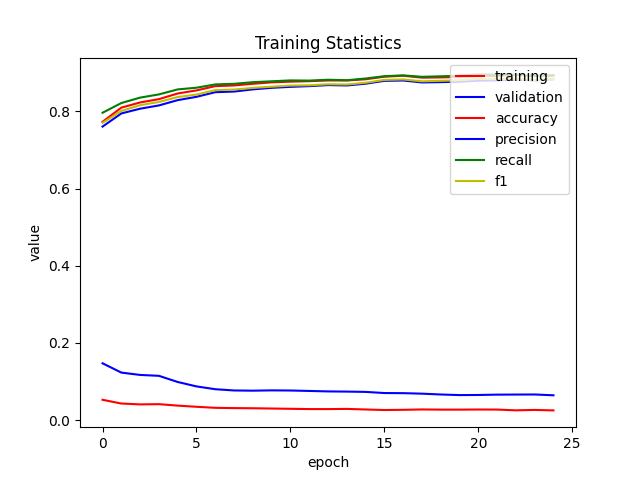 Training Statistics
training
validation
accuracy
precision
recall
f1
value
0.8
0.6
0.4
0.2
0.0
0 5 10 15 20 25
epoch